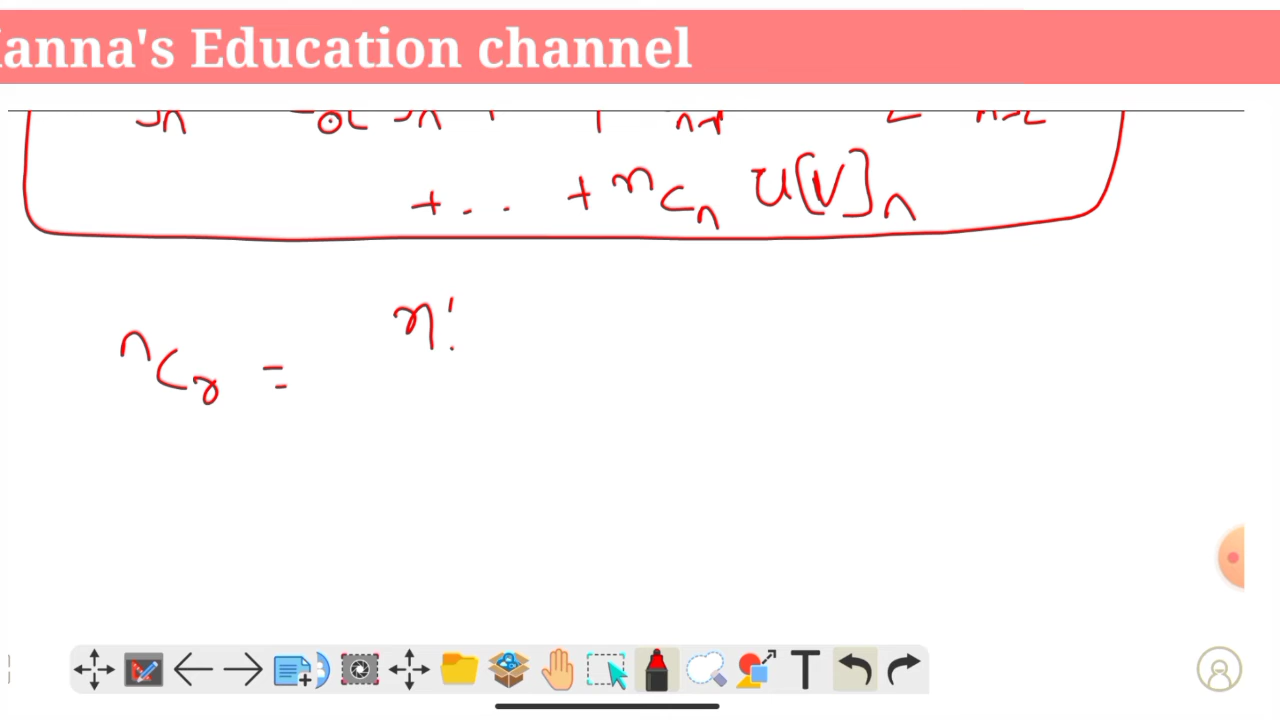 anna's Education channel
+ . . + ⁿCₙ U[V]ₙ
n!
ⁿCᵣ =
T